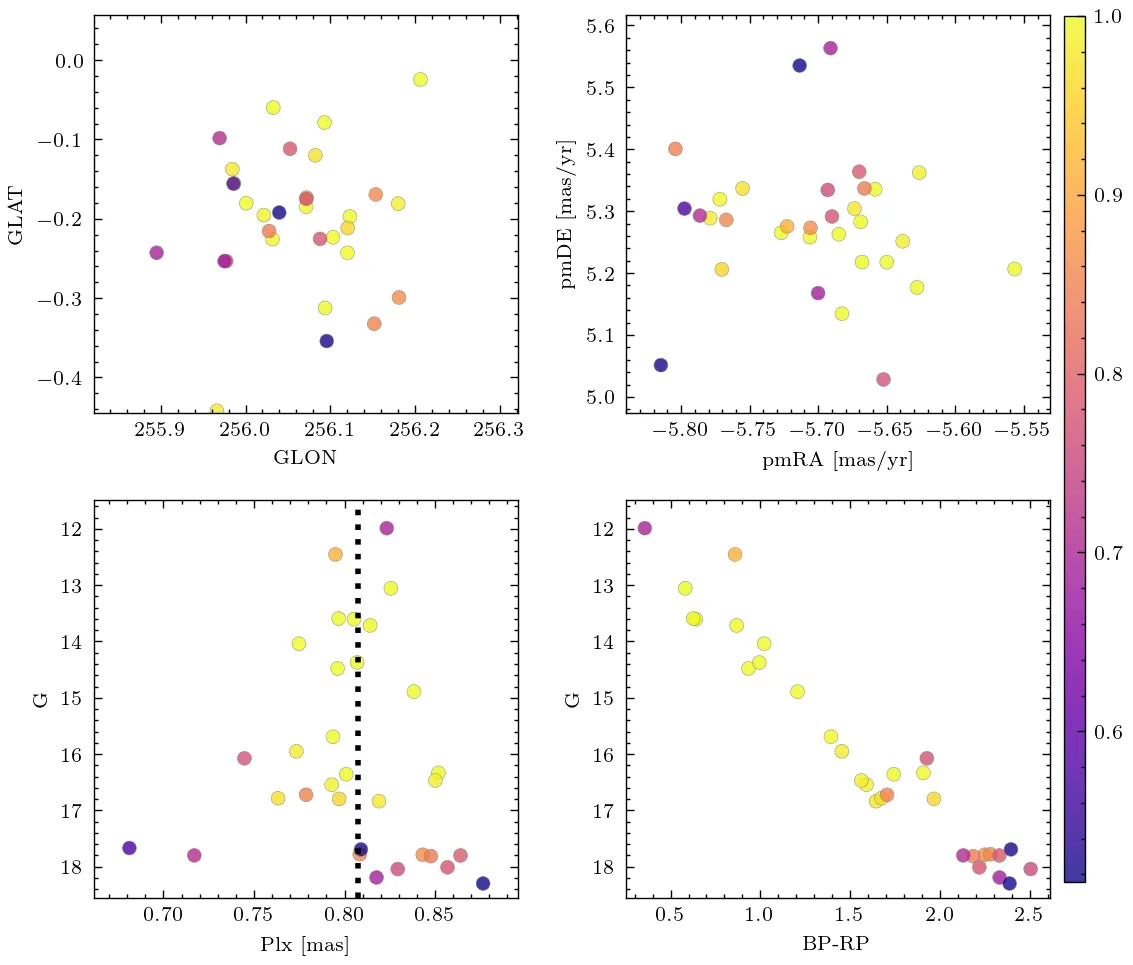 0.0
−0.1
−0.2
−0.3
−0.4
GLAT
255.9 256.0 256.1 256.2 256.3
GLON
5.6
5.5
5.4
5.3
5.2
5.1
5.0
pmDE [mas/yr]
−5.80 −5.75 −5.70 −5.65 −5.60 −5.55
pmRA [mas/yr]
12
13
14
15
16
17
18
G
0.70 0.75 0.80 0.85
Plx [mas]
12
13
14
15
16
17
18
G
0.5 1.0 1.5 2.0 2.5
BP-RP
1.0
0.9
0.8
0.7
0.6